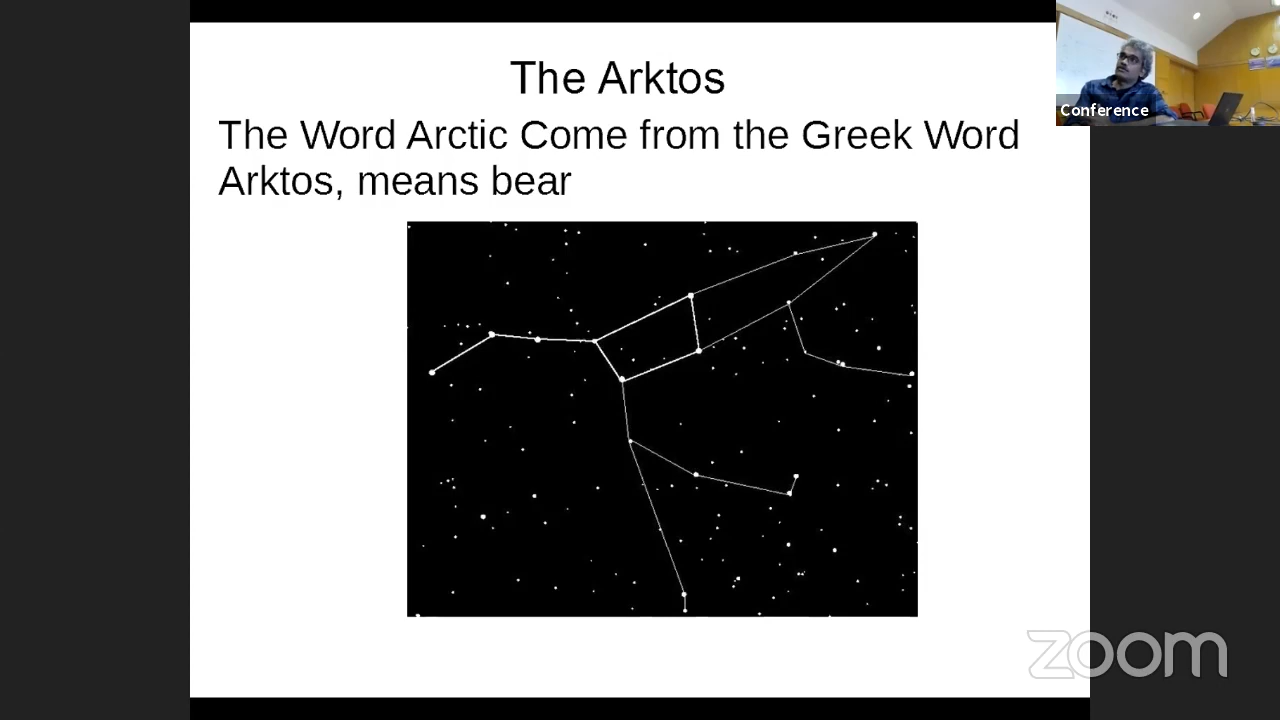 The Arktos
The Word Arctic Come from the Greek Word
Arktos, means bear
Conference
zoom